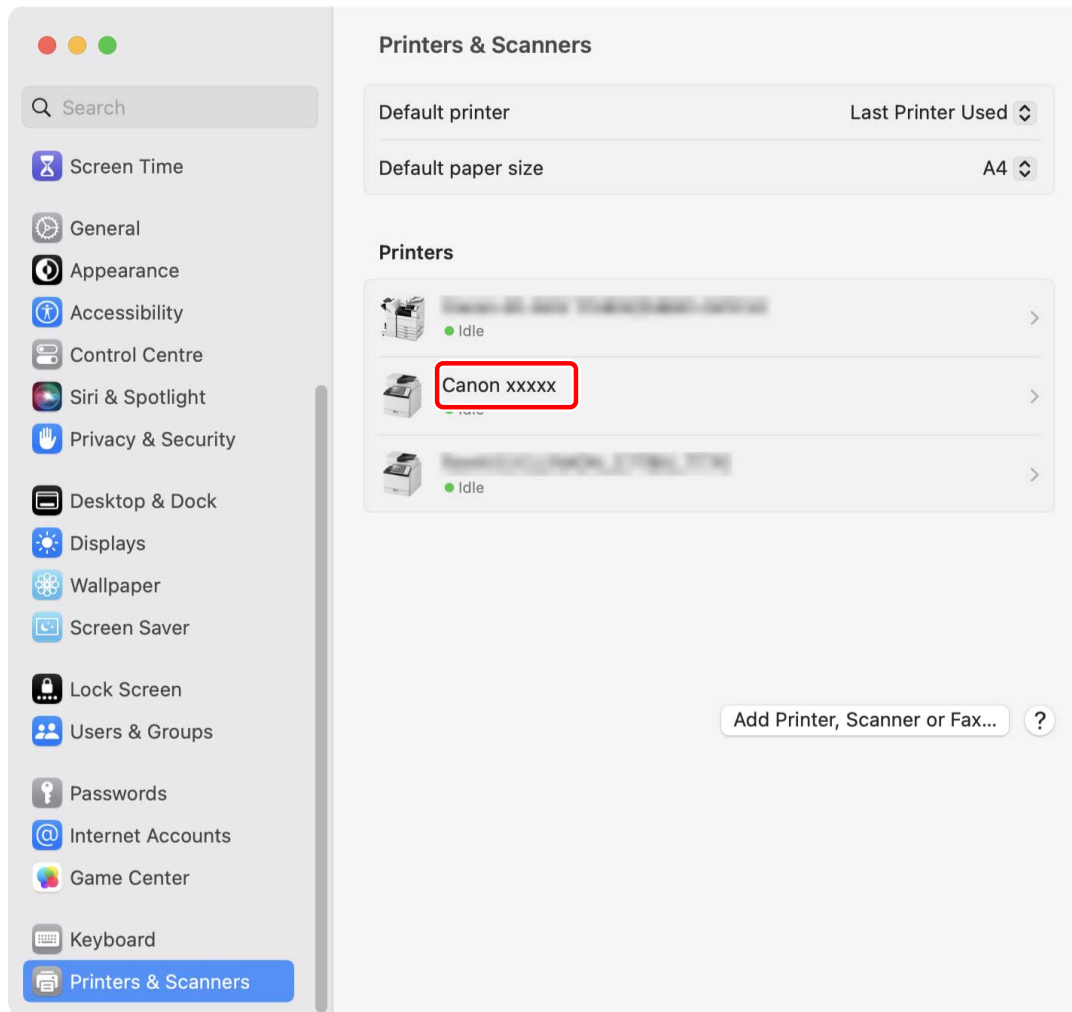 Search
Screen Time
General
Appearance
Accessibility
Control Centre
Siri & Spotlight
Privacy & Security
Desktop & Dock
Displays
Wallpaper
Screen Saver
Lock Screen
Users & Groups
Passwords
Internet Accounts
Game Center
Keyboard
Printers & Scanners
Printers & Scanners
Default printer Last Printer Used
Default paper size A4
Printers
Idle
Canon xxxxx
Idle
Add Printer, Scanner or Fax...
?